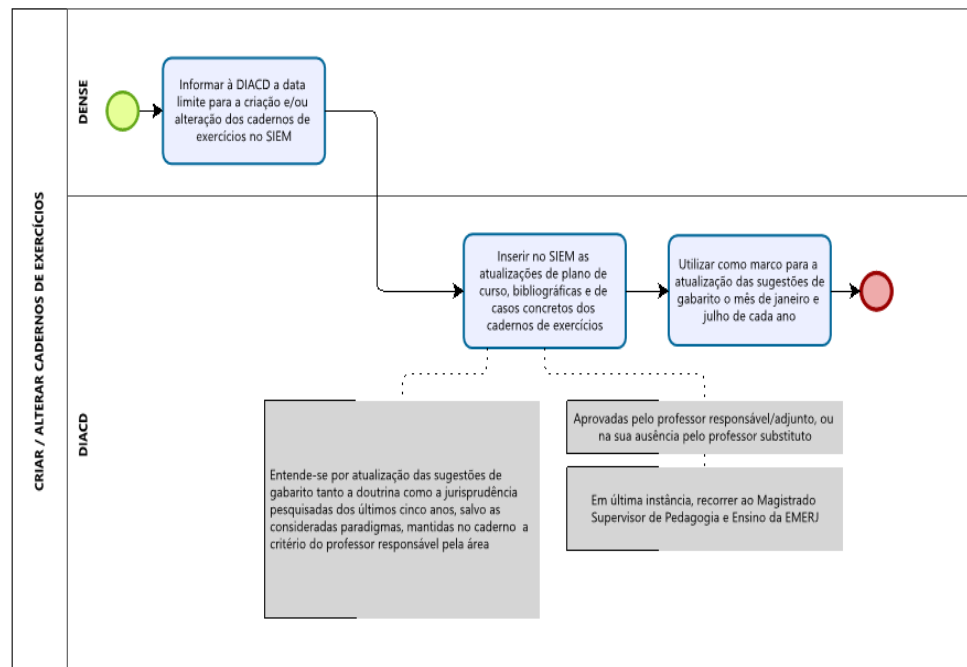 CRIAR / ALTERAR CADERNOS DE EXERCÍCIOS
DENSE
Informar à DIACD a data
limite para a criação e/ou
alteração dos cadernos de
exercícios no SIEM
DIACD
Inserir no SIEM as
atualizações de plano de
curso, bibliográficas e de
casos concretos dos
cadernos de exercícios
Utilizar como marco para a
atualização das sugestões de
gabarito o mês de janeiro e
julho de cada ano
Entende-se por atualização das sugestões de
gabarito tanto a doutrina como a jurisprudência
pesquisadas dos últimos cinco anos, salvo as
consideradas paradigmas, mantidas no caderno a
critério do professor responsável pela área
Aprovadas pelo professor responsável/adjunto, ou
na sua ausência pelo professor substituto
Em última instância, recorrer ao Magistrado
Supervisor de Pedagogia e Ensino da EMERJ